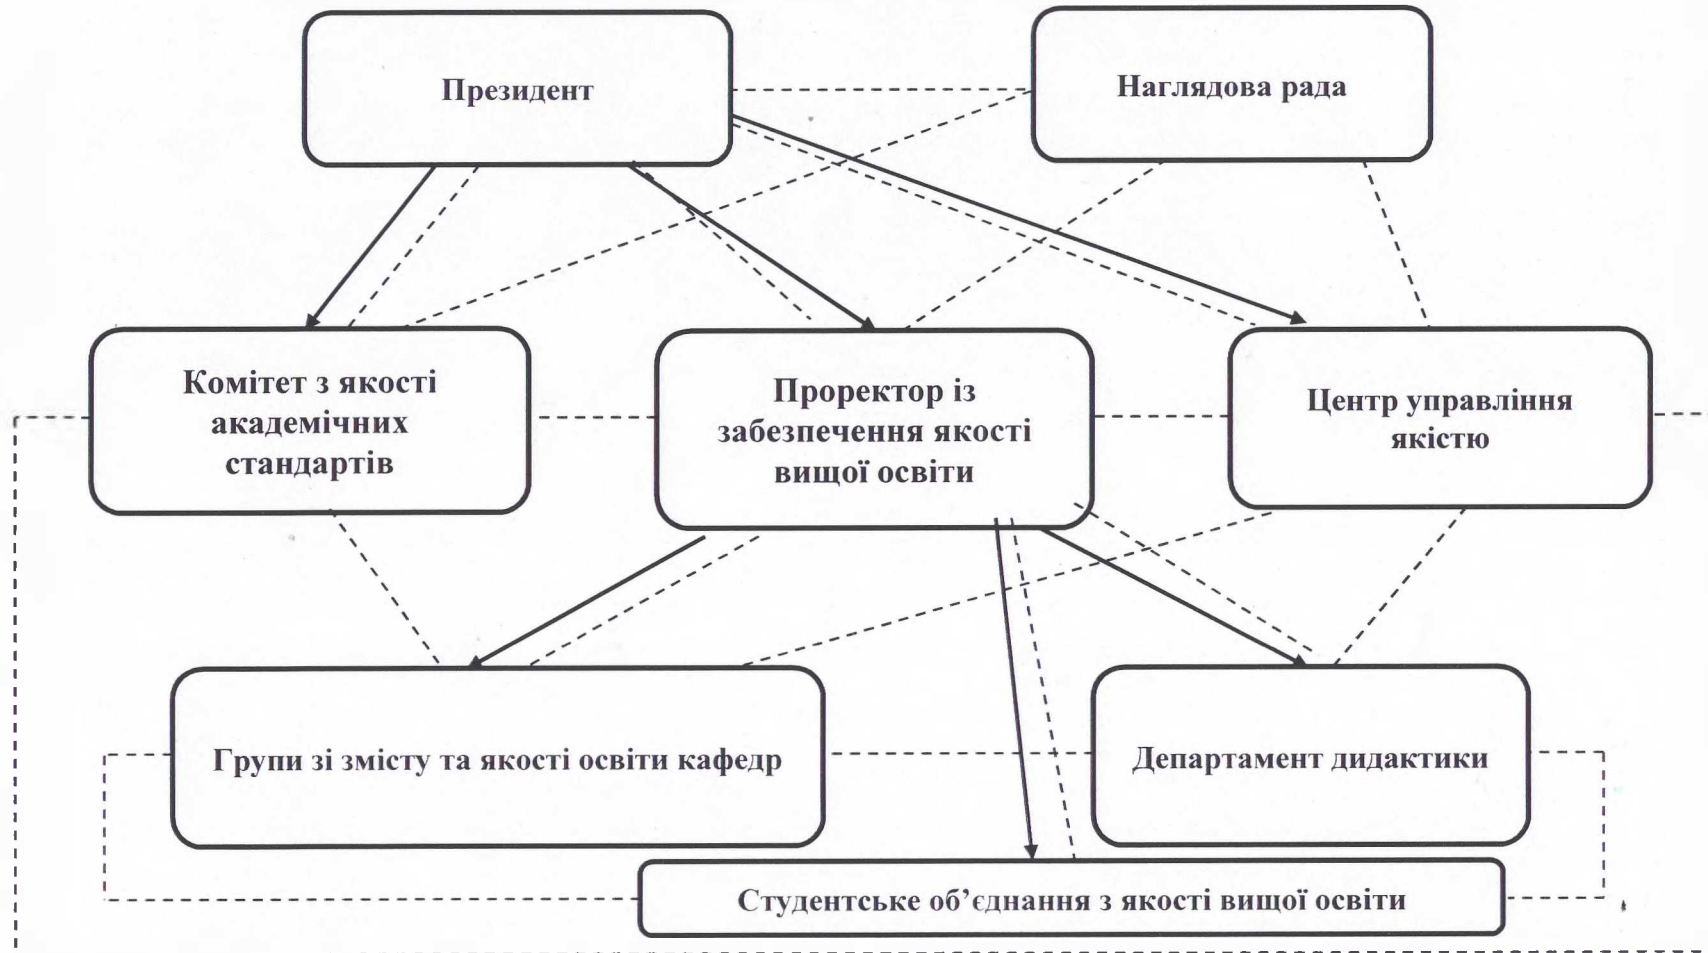 Президент
Наглядова рада
Комітет з якості
академічних
стандартів
Проректор із
забезпечення якості
вищої освіти
Центр управління
якістю
Групи зі змісту та якості освіти кафедр
Департамент дидактики
Студентське об’єднання з якості вищої освіти